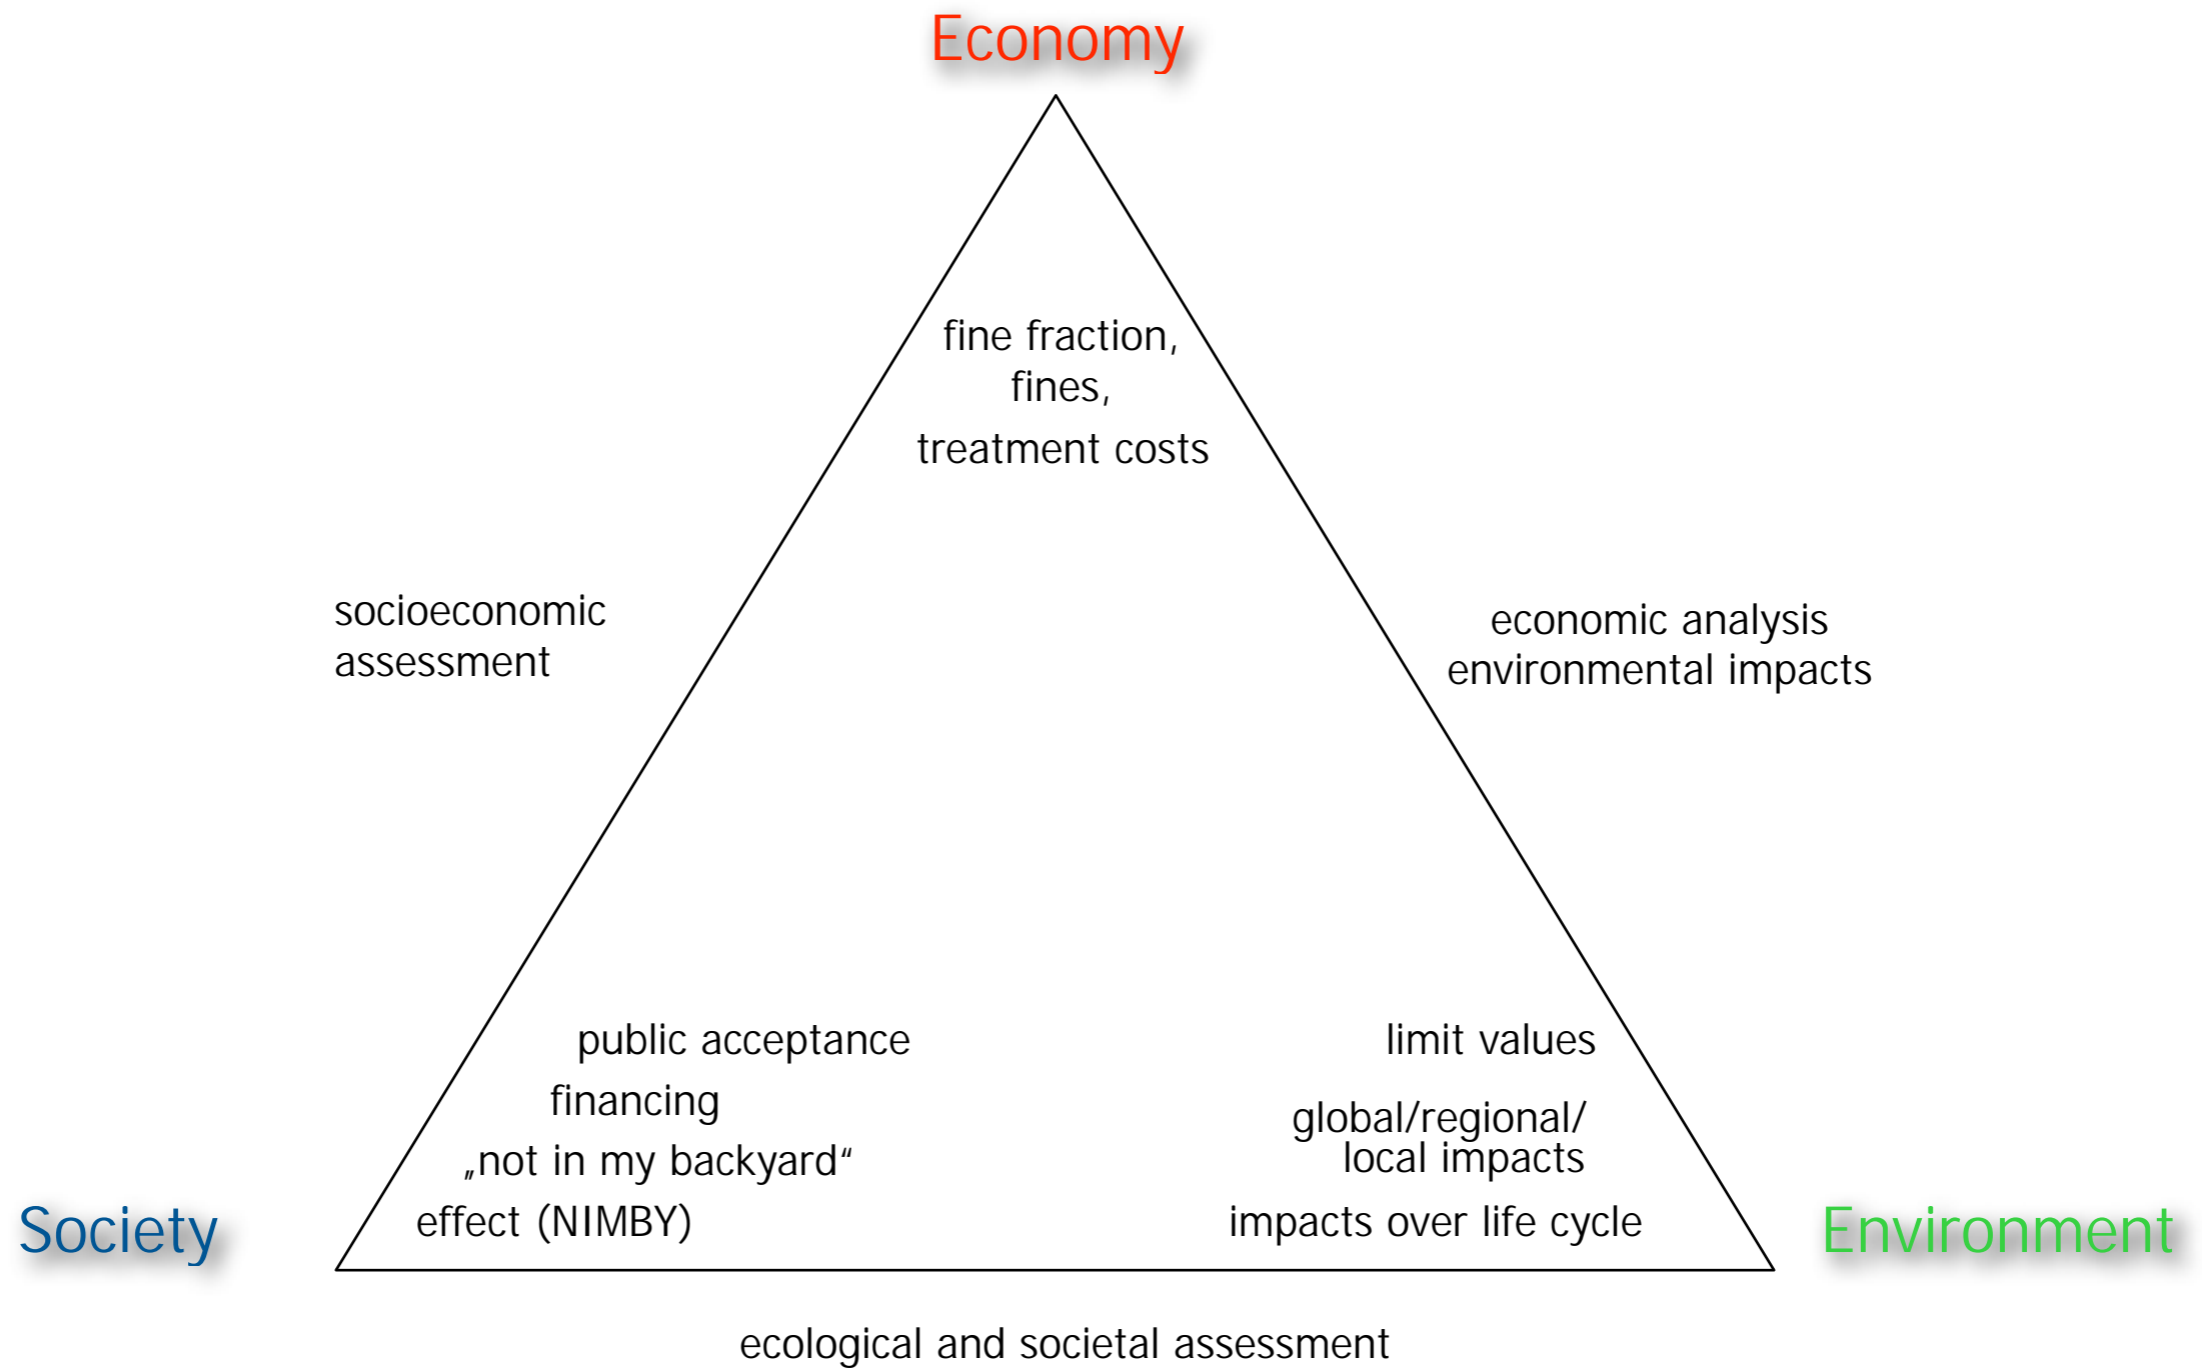 Economy
fine fraction,
fines,
treatment costs
socioeconomic
assessment
economic analysis
environmental impacts
public acceptance
financing
„not in my backyard“
effect (NIMBY)
limit values
global/regional/
local impacts
impacts over life cycle
Society
Environment
ecological and societal assessment